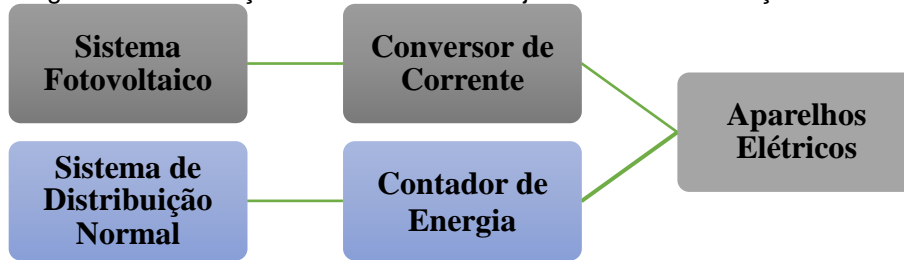 Sistema
Fotovoltaico
Conversor de
Corrente
Aparelhos
Elétricos
Sistema de
Distribuição
Normal
Contador de
Energia